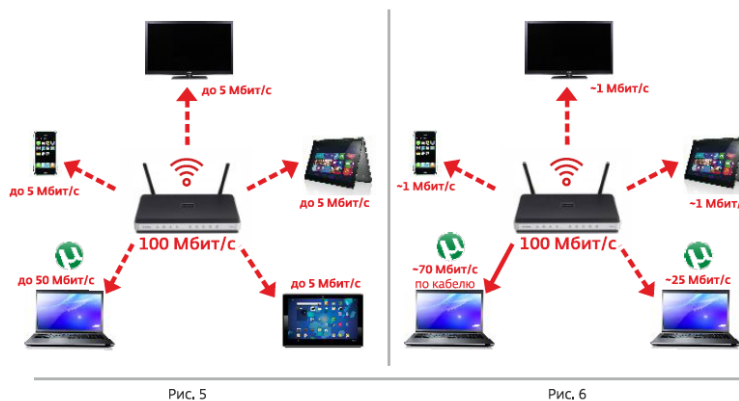 до 5 Мбит/с
до 5 Мбит/с
до 5 Мбит/с
100 Мбит/с
до 50 Мбит/с
до 5 Мбит/с
Рис. 5
~1 Мбит/с
~1 Мбит/с
~1 Мбит/с
100 Мбит/с
~70 Мбит/с
по кабелю
~25 Мбит/с
Рис. 6